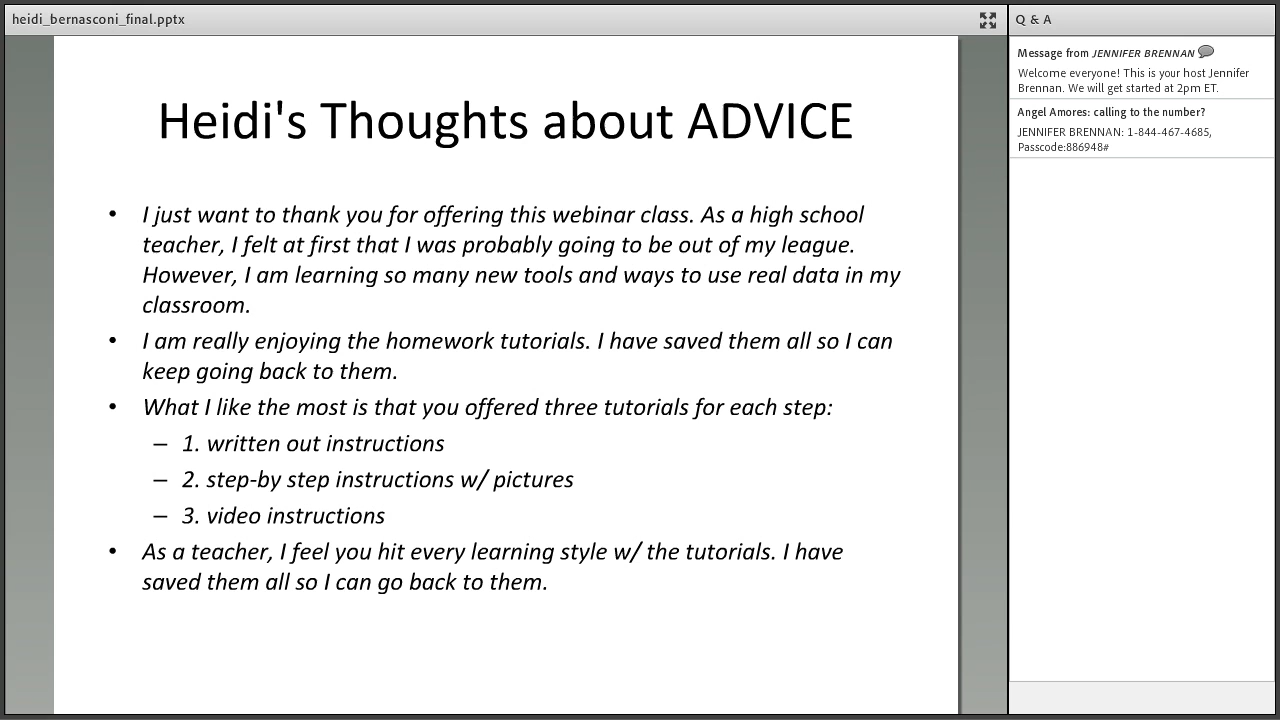 heidi_bernasconi_final.pptx
Heidi's Thoughts about ADVICE
• I just want to thank you for offering this webinar class. As a high school
teacher, I felt at first that I was probably going to be out of my league.
However, I am learning so many new tools and ways to use real data in my
classroom.
• I am really enjoying the homework tutorials. I have saved them all so I can
keep going back to them.
• What I like the most is that you offered three tutorials for each step:
– 1. written out instructions
– 2. step-by step instructions w/ pictures
– 3. video instructions
• As a teacher, I feel you hit every learning style w/ the tutorials. I have
saved them all so I can go back to them.
Q & A
Message from JENNIFER BRENNAN
Welcome everyone! This is your host Jennifer
Brennan. We will get started at 2pm ET.
Angel Amores: calling to the number?
JENNIFER BRENNAN: 1-844-467-4685,
Passcode:886948#